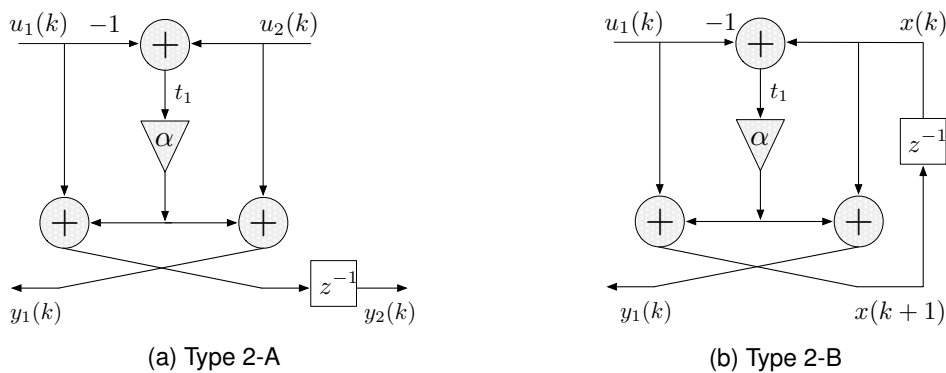 u₁(k) −1 + u₂(k)
t₁
α
+ +
z⁻¹
y₁(k) y₂(k)
(a) Type 2-A
u₁(k) −1 + x(k)
t₁
α z⁻¹
+ +
y₁(k) x(k + 1)
(b) Type 2-B